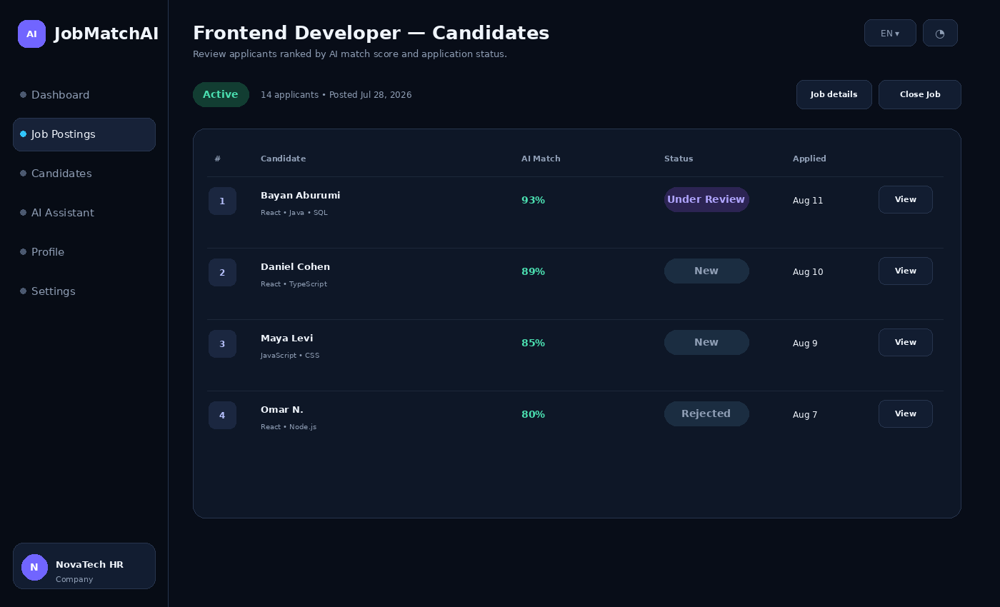 AI JobMatchAI
Dashboard
Job Postings
Candidates
AI Assistant
Profile
Settings
N NovaTech HR
Company
Frontend Developer — Candidates
Review applicants ranked by AI match score and application status.
EN ▾ ◔
Active 14 applicants • Posted Jul 28, 2026 Job details Close Job
# Candidate AI Match Status Applied
1 Bayan Aburumi 93% Under Review Aug 11 View
React • Java • SQL
2 Daniel Cohen 89% New Aug 10 View
React • TypeScript
3 Maya Levi 85% New Aug 9 View
JavaScript • CSS
4 Omar N. 80% Rejected Aug 7 View
React • Node.js